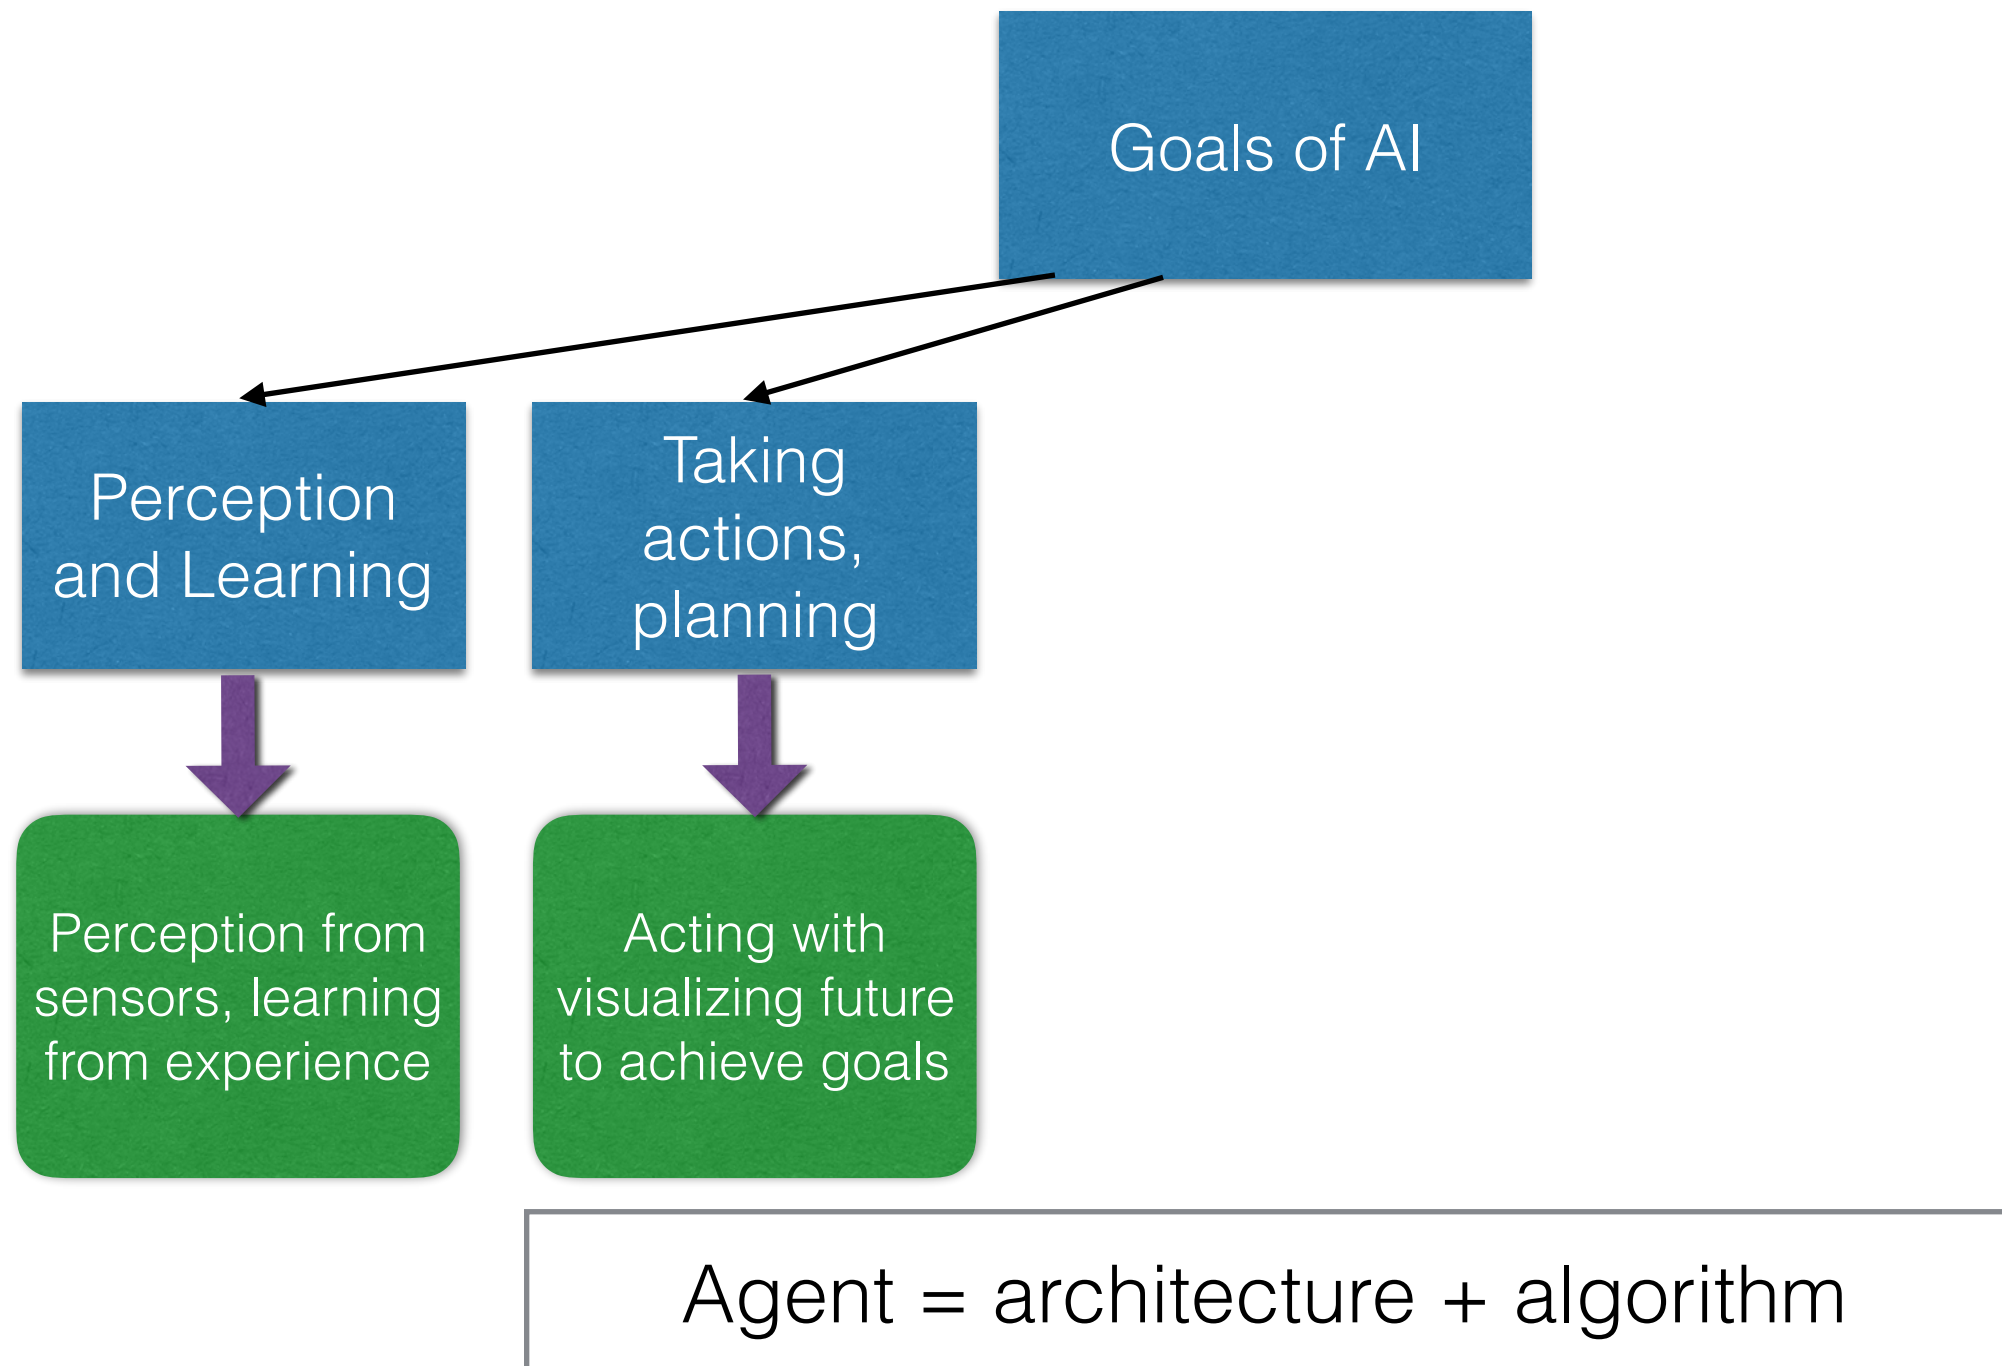 Goals of AI
Perception
and Learning
Taking
actions,
planning
Perception from
sensors, learning
from experience
Acting with
visualizing future
to achieve goals
Agent = architecture + algorithm